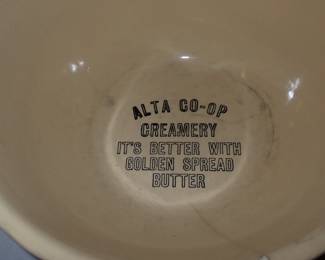 ALTA CO-OP
CREAMERY
IT'S BETTER WITH
GOLDEN SPREAD
BUTTER